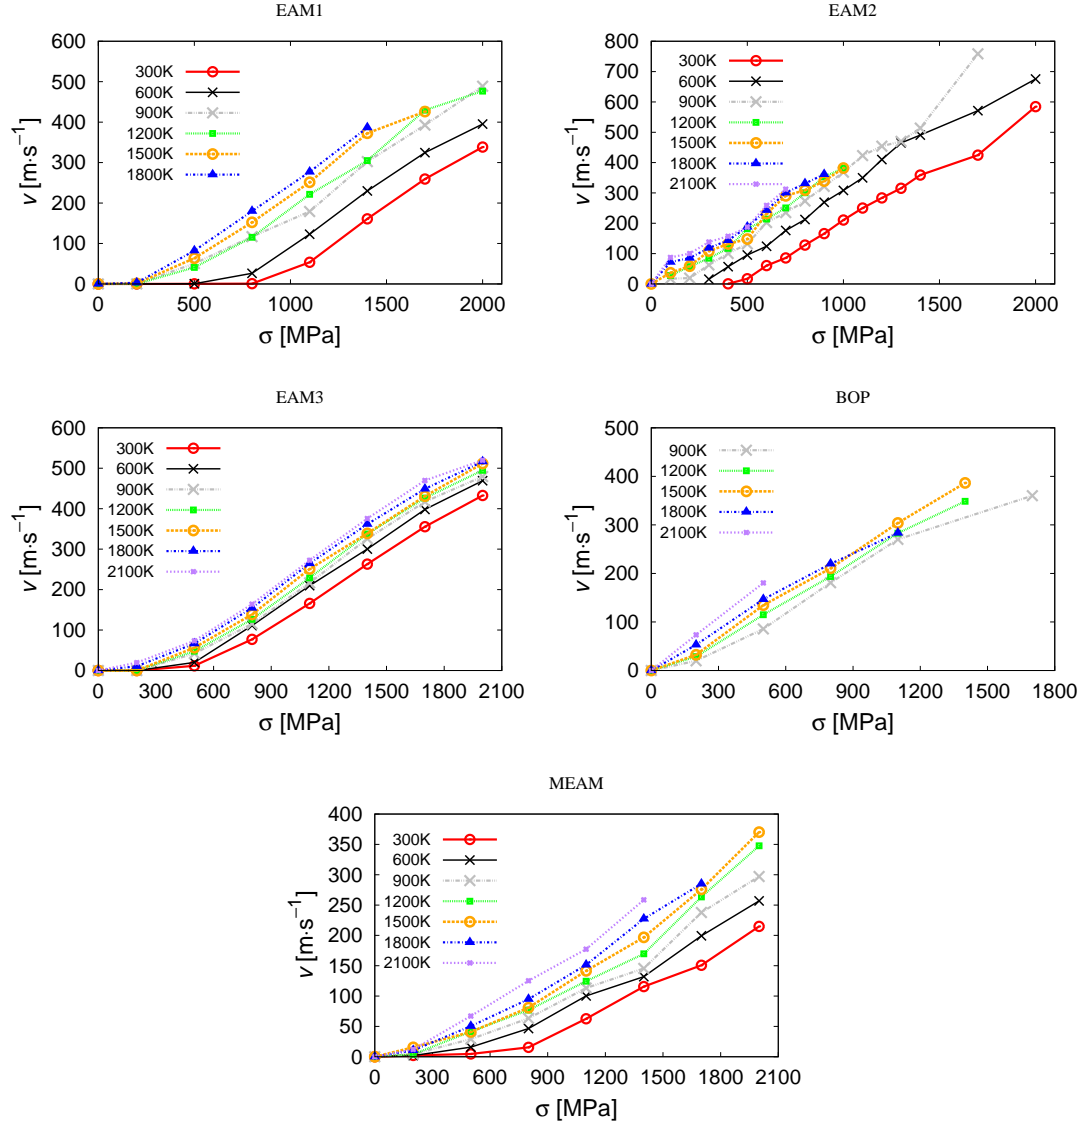 EAM1
600
500
400
300
200
100
0
0
500
1000
1500
2000
v [m·s⁻¹]
σ [MPa]
300K
600K
900K
1200K
1500K
1800K
EAM2
800
700
600
500
400
300
200
100
0
0
500
1000
1500
2000
v [m·s⁻¹]
σ [MPa]
300K
600K
900K
1200K
1500K
1800K
2100K
EAM3
600
500
400
300
200
100
0
0
300
600
900
1200
1500
1800
2100
v [m·s⁻¹]
σ [MPa]
300K
600K
900K
1200K
1500K
1800K
2100K
BOP
500
400
300
200
100
0
0
300
600
900
1200
1500
1800
v [m·s⁻¹]
σ [MPa]
900K
1200K
1500K
1800K
2100K
MEAM
400
350
300
250
200
150
100
50
0
0
300
600
900
1200
1500
1800
2100
v [m·s⁻¹]
σ [MPa]
300K
600K
900K
1200K
1500K
1800K
2100K